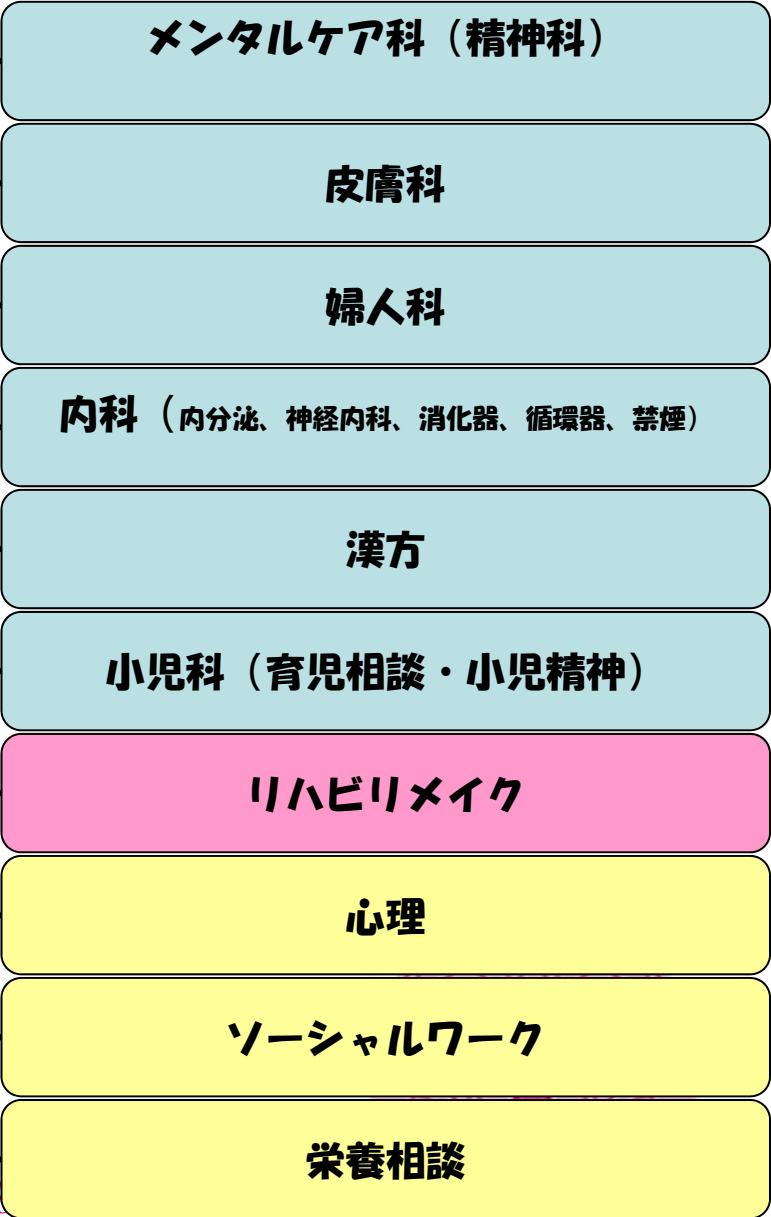 メンタルケア科（精神科）
皮膚科
婦人科
内科（内分泌、神経内科、消化器、循環器、禁煙）
漢方
小児科（育児相談・小児精神）
リハビリメイク
心理
ソーシャルワーク
栄養相談